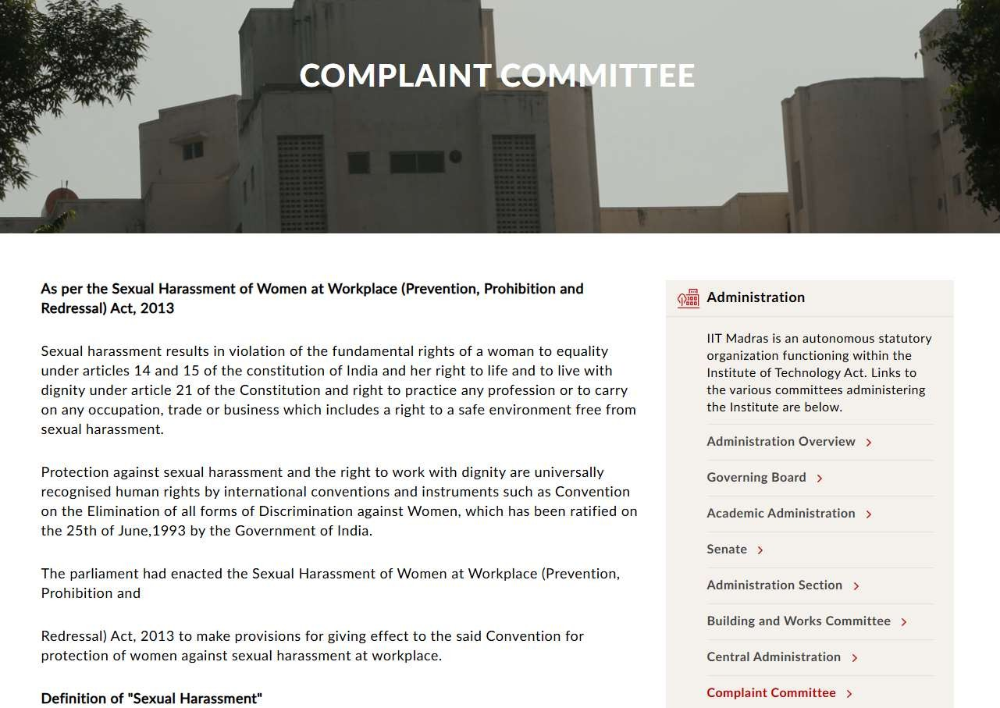 COMPLAINT COMMITTEE
As per the Sexual Harassment of Women at Workplace (Prevention, Prohibition and
Redressal) Act, 2013
Sexual harassment results in violation of the fundamental rights of a woman to equality
under articles 14 and 15 of the constitution of India and her right to life and to live with
dignity under article 21 of the Constitution and right to practice any profession or to carry
on any occupation, trade or business which includes a right to a safe environment free from
sexual harassment.
Protection against sexual harassment and the right to work with dignity are universally
recognised human rights by international conventions and instruments such as Convention
on the Elimination of all forms of Discrimination against Women, which has been ratified on
the 25th of June,1993 by the Government of India.
The parliament had enacted the Sexual Harassment of Women at Workplace (Prevention,
Prohibition and
Redressal) Act, 2013 to make provisions for giving effect to the said Convention for
protection of women against sexual harassment at workplace.
Definition of "Sexual Harassment"
Administration
IIT Madras is an autonomous statutory
organization functioning within the
Institute of Technology Act. Links to
the various committees administering
the Institute are below.
Administration Overview
Governing Board
Academic Administration
Senate
Administration Section
Building and Works Committee
Central Administration
Complaint Committee